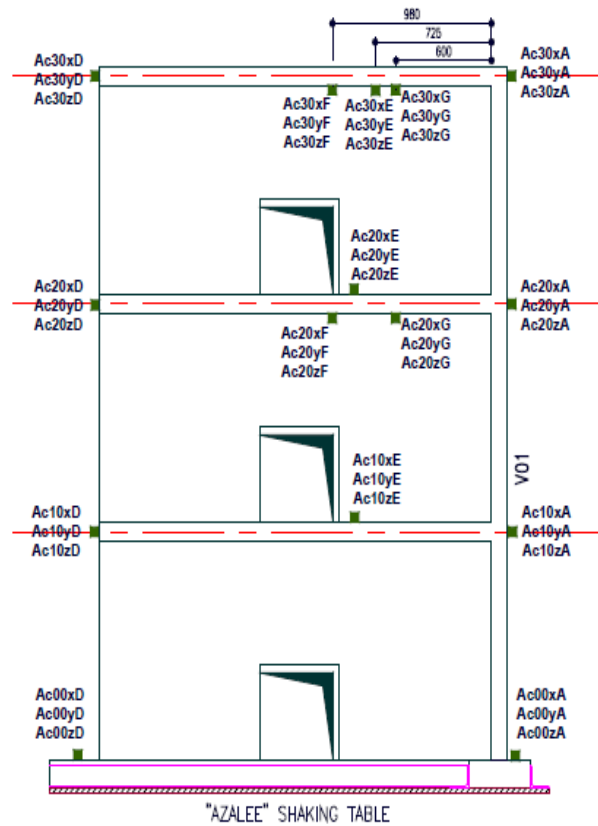 980
725
600
Ac30xD
Ac30yD
Ac30zD
Ac30xA
Ac30yA
Ac30zA
Ac30xF
Ac30yF
Ac30zF
Ac30xE
Ac30yE
Ac30zE
Ac30xG
Ac30yG
Ac30zG
Ac20xE
Ac20yE
Ac20zE
Ac20xD
Ac20yD
Ac20zD
Ac20xA
Ac20yA
Ac20zA
Ac20xF
Ac20yF
Ac20zF
Ac20xG
Ac20yG
Ac20zG
V01
Ac10xE
Ac10yE
Ac10zE
Ac10xD
Ac10yD
Ac10zD
Ac10xA
Ac10yA
Ac10zA
Ac00xD
Ac00yD
Ac00zD
Ac00xA
Ac00yA
Ac00zA
"AZALEE" SHAKING TABLE